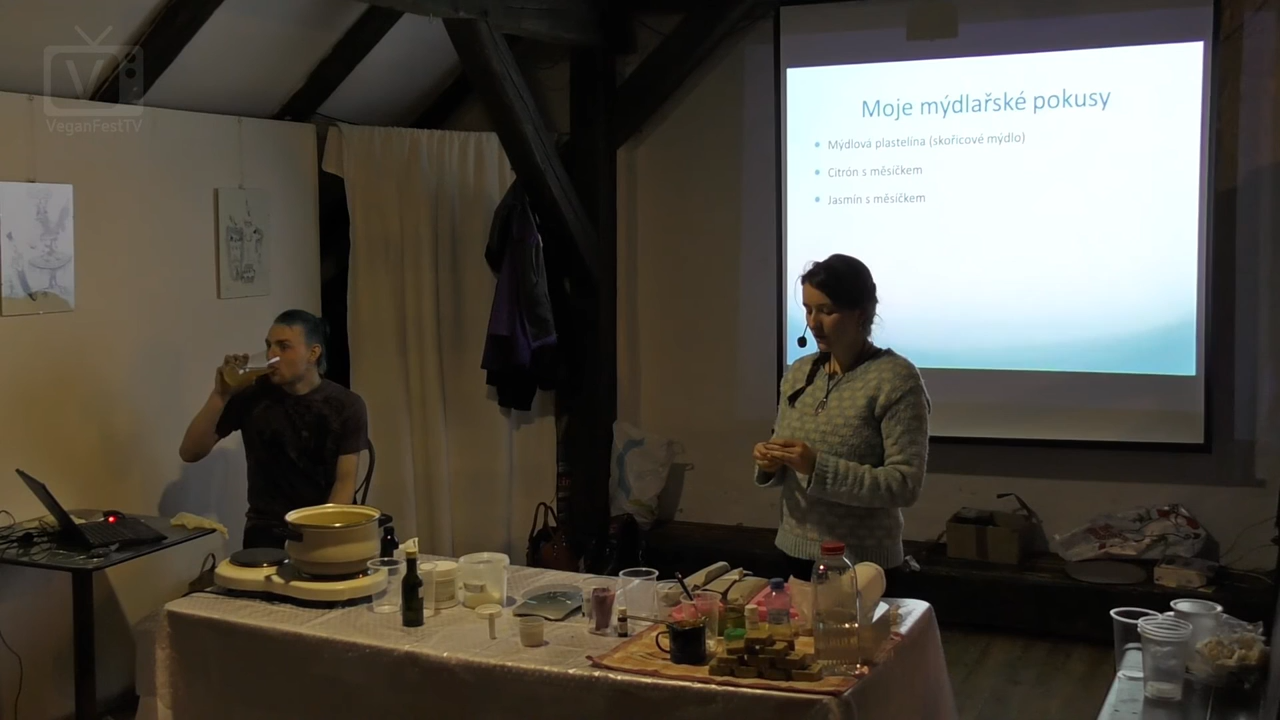 V
VeganFestTV
Moje mýdlařské pokusy
Mýdlová plastelína (skořicové mýdlo)
Citrón s měsíčkem
Jasmín s měsíčkem